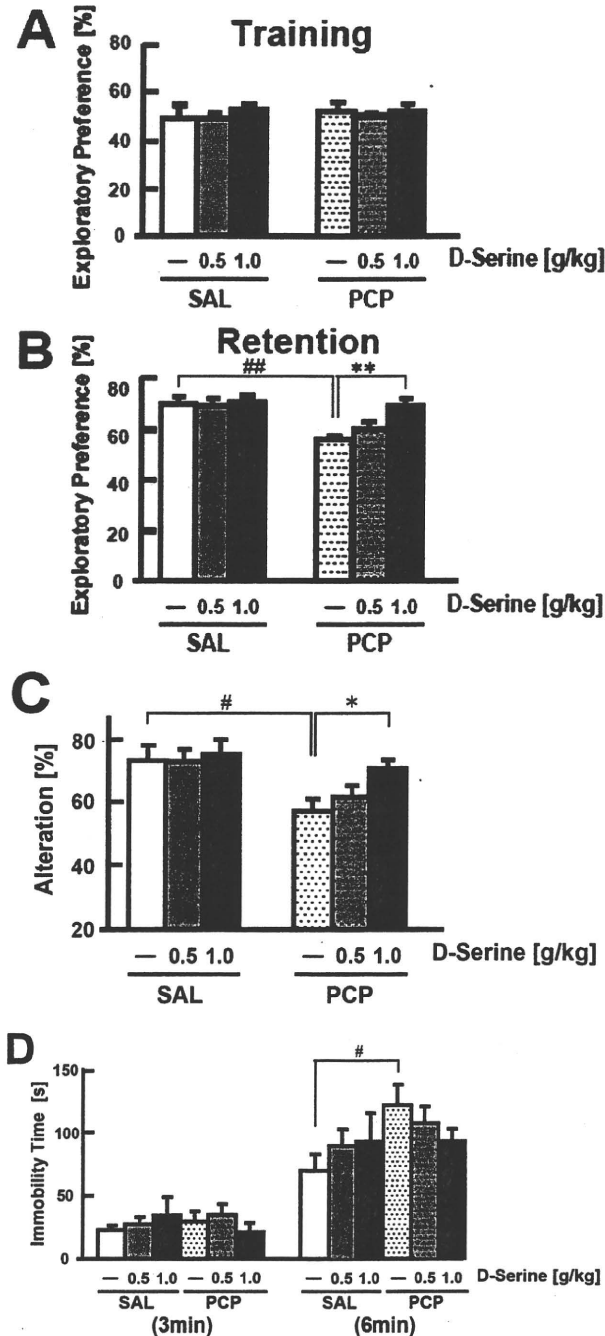 A
Training
Exploratory Preference [%]
80
60
40
20
0
— 0.5 1.0 — 0.5 1.0 D-Serine [g/kg]
SAL PCP
B
Retention
Exploratory Preference [%]
## **
80
60
40
20
0
— 0.5 1.0 — 0.5 1.0 D-Serine [g/kg]
SAL PCP
C
Alteration [%]
# *
80
60
40
20
— 0.5 1.0 — 0.5 1.0 D-Serine [g/kg]
SAL PCP
D
Immobility Time [s]
#
150
100
50
0
— 0.5 1.0 — 0.5 1.0 — 0.5 1.0 — 0.5 1.0 D-Serine [g/kg]
SAL PCP SAL PCP
(3min) (6min)